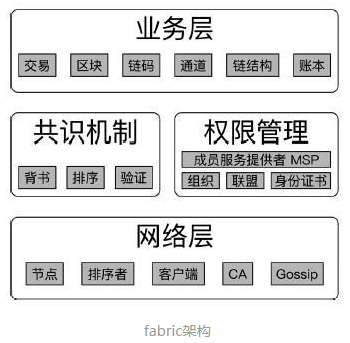 业务层
交易 区块 链码 通道 链结构 账本
共识机制
背书 排序 验证
权限管理
成员服务提供者 MSP
组织 联盟 身份证书
网络层
节点 排序者 客户端 CA Gossip
fabric架构